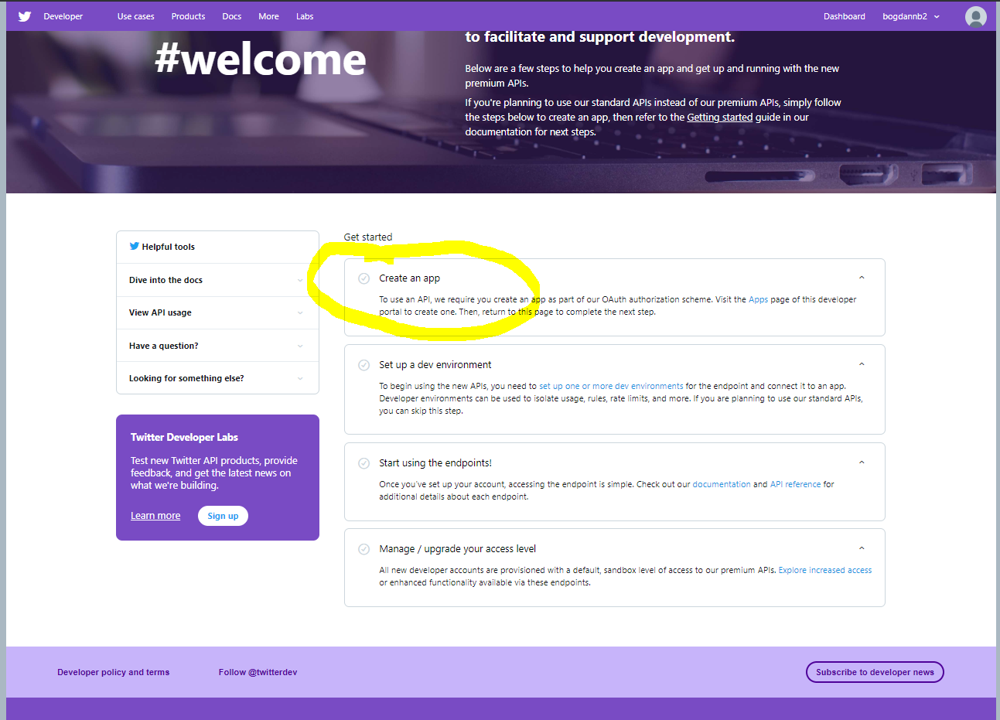 Developer
Use cases
Products
Docs
More
Labs
Dashboard
bogdannb2
#welcome
to facilitate and support development.
Below are a few steps to help you create an app and get up and running with the new
premium APIs.
If you're planning to use our standard APIs instead of our premium APIs, simply follow
the steps below to create an app, then refer to the Getting started guide in our
documentation for next steps.
Helpful tools
Dive into the docs
View API usage
Have a question?
Looking for something else?
Twitter Developer Labs
Test new Twitter API products, provide
feedback, and get the latest news on
what we're building.
Learn more
Sign up
Get started
Create an app
To use an API, we require you create an app as part of our OAuth authorization scheme. Visit the Apps page of this developer
portal to create one. Then, return to this page to complete the next step.
Set up a dev environment
To begin using the new APIs, you need to set up one or more dev environments for the endpoint and connect it to an app.
Developer environments can be used to isolate usage, rules, rate limits, and more. If you are planning to use our standard APIs,
you can skip this step.
Start using the endpoints!
Once you've set up your account, accessing the endpoint is simple. Check out our documentation and API reference for
additional details about each endpoint.
Manage / upgrade your access level
All new developer accounts are provisioned with a default, sandbox level of access to our premium APIs. Explore increased access
or enhanced functionality available via these endpoints.
Developer policy and terms
Follow @twitterdev
Subscribe to developer news